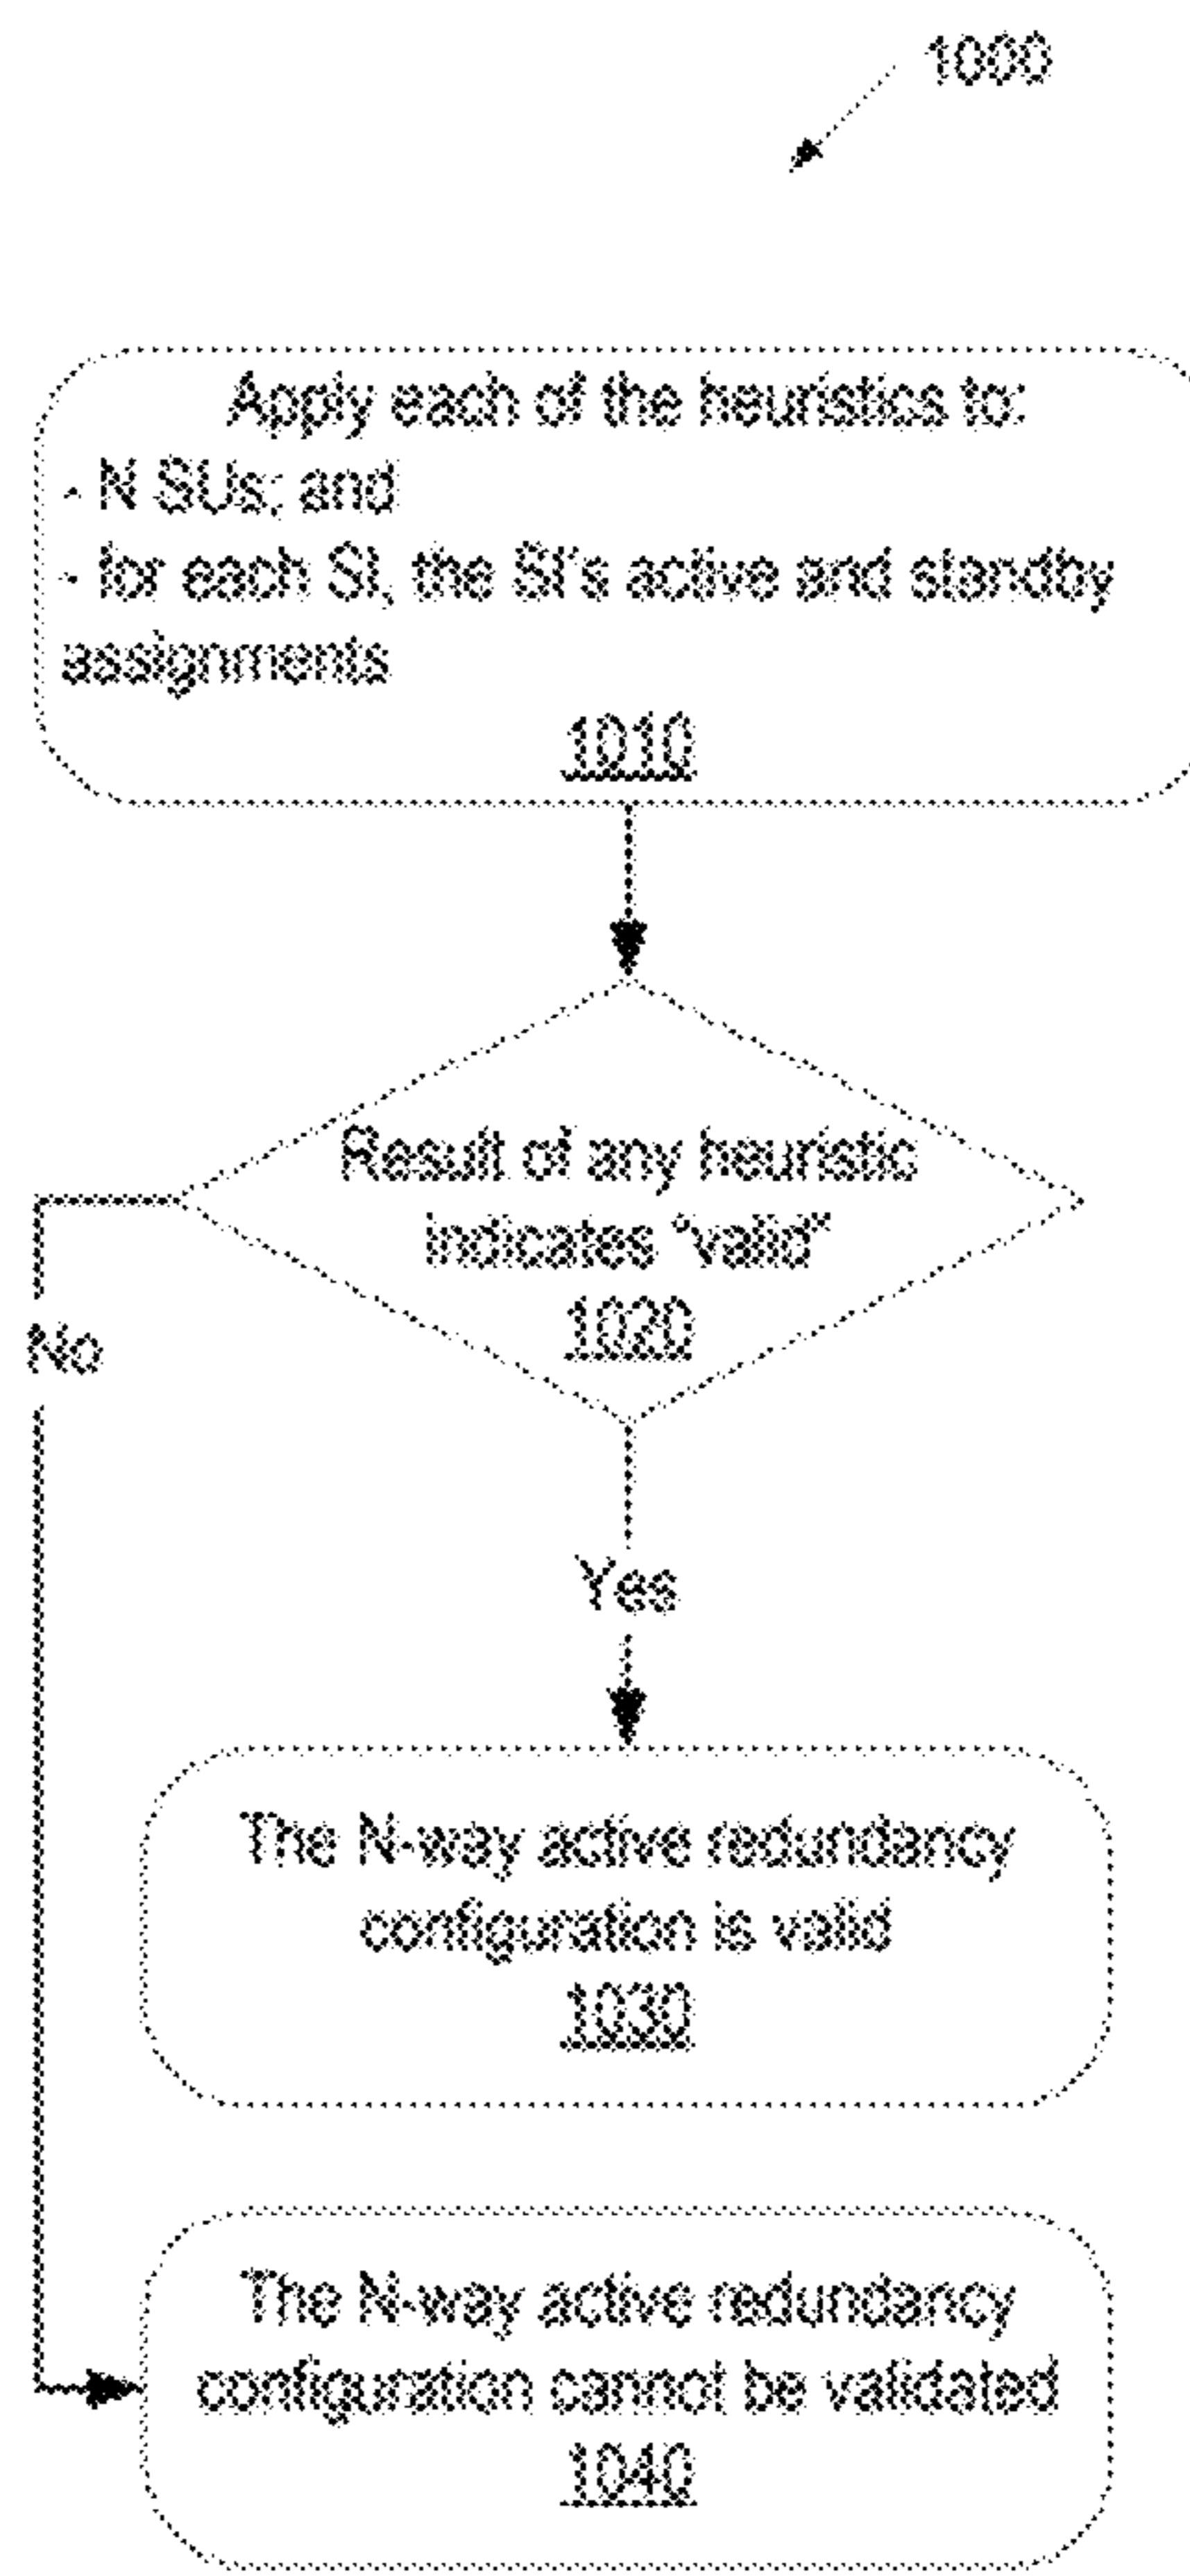 1000
Apply each of the heuristics to:
- N SUs; and
- for each SI, the SI's active and standby
assignments
1010
Result of any heuristic
indicates "valid"
1020
No
Yes
The N-way active redundancy
configuration is valid
1030
The N-way active redundancy
configuration cannot be validated
1040